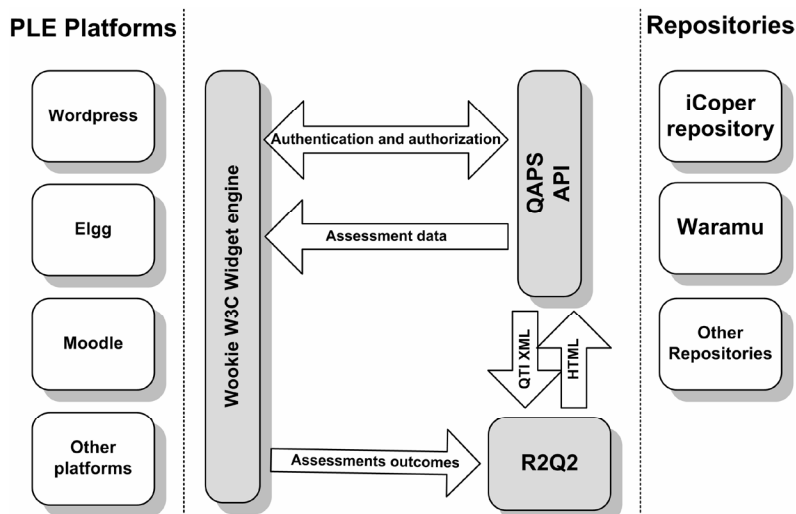 PLE Platforms
Wordpress
Elgg
Moodle
Other
platforms
Wookie W3C Widget engine
Authentication and authorization
Assessment data
Assessments outcomes
QAPS
API
QTI XML
HTML
R2Q2
Repositories
iCoper
repository
Waramu
Other
Repositories